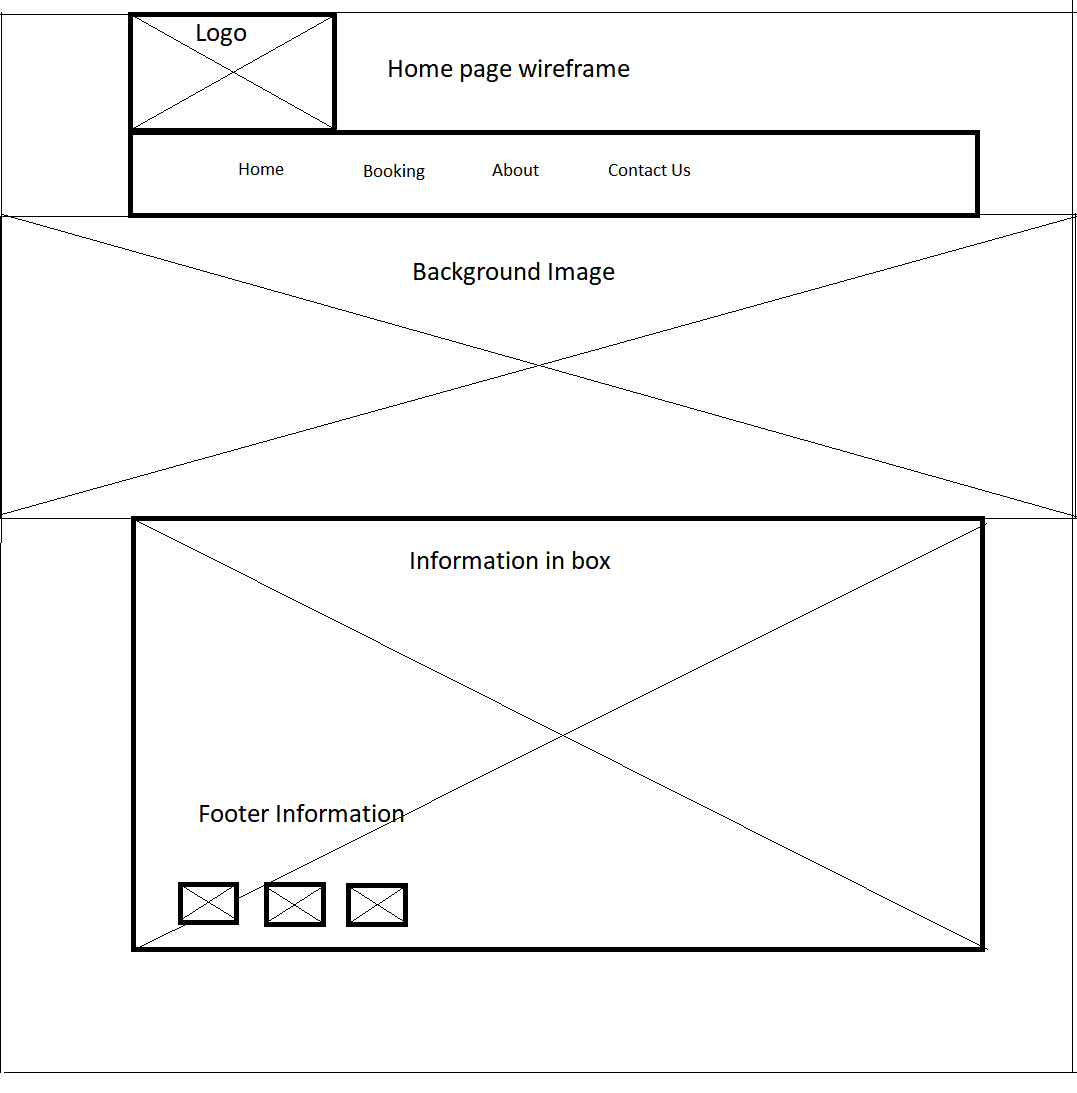 Logo
Home page wireframe
Home Booking About Contact Us
Background Image
Information in box
Footer Information